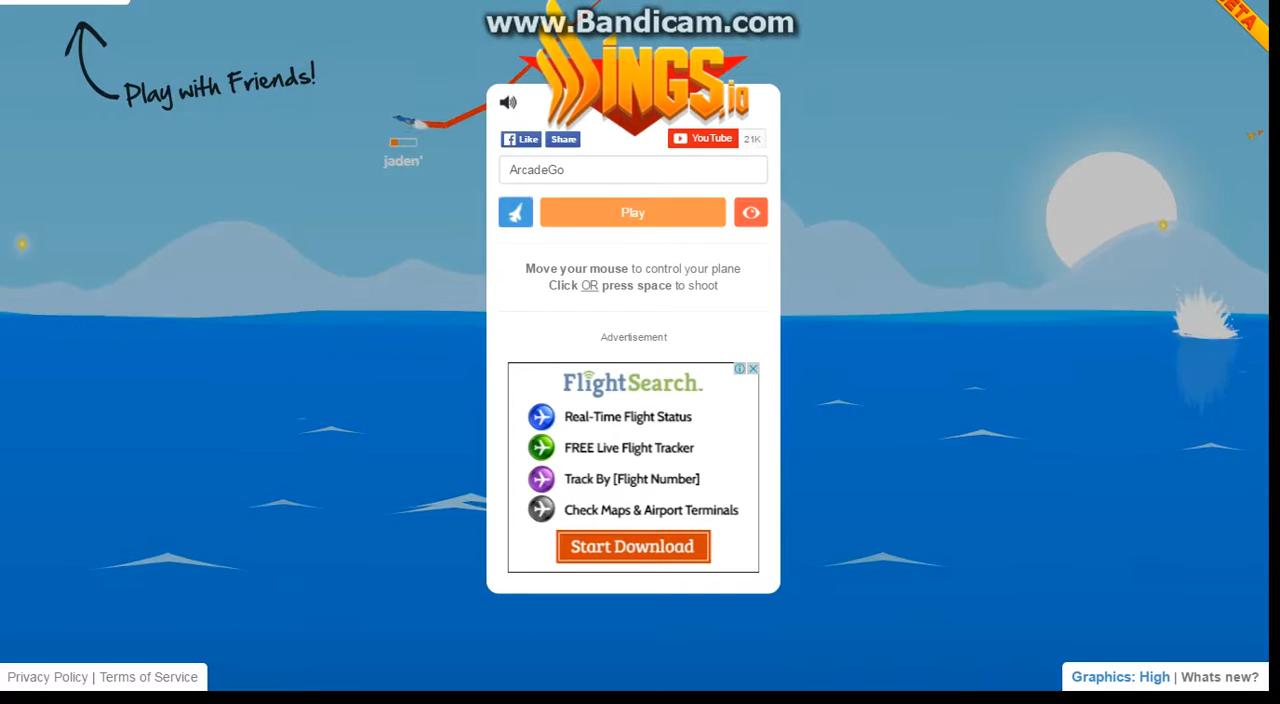 www.Bandicam.com
BETA
WINGS.io
Play with Friends!
Like
Share
YouTube
21K
jaden'
ArcadeGo
Play
Move your mouse to control your plane
Click OR press space to shoot
Advertisement
FlightSearch
Real-Time Flight Status
FREE Live Flight Tracker
Track By [Flight Number]
Check Maps & Airport Terminals
Start Download
Privacy Policy | Terms of Service
Graphics: High | Whats new?